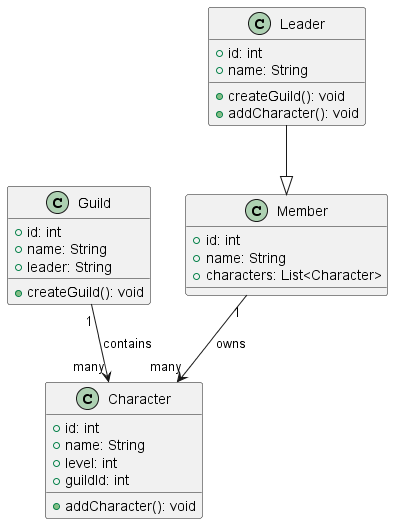 C Leader
id: int
name: String
createGuild(): void
addCharacter(): void
C Guild
id: int
name: String
leader: String
createGuild(): void
C Member
id: int
name: String
characters: List<Character>
1
contains
many
1
owns
many
C Character
id: int
name: String
level: int
guildId: int
addCharacter(): void